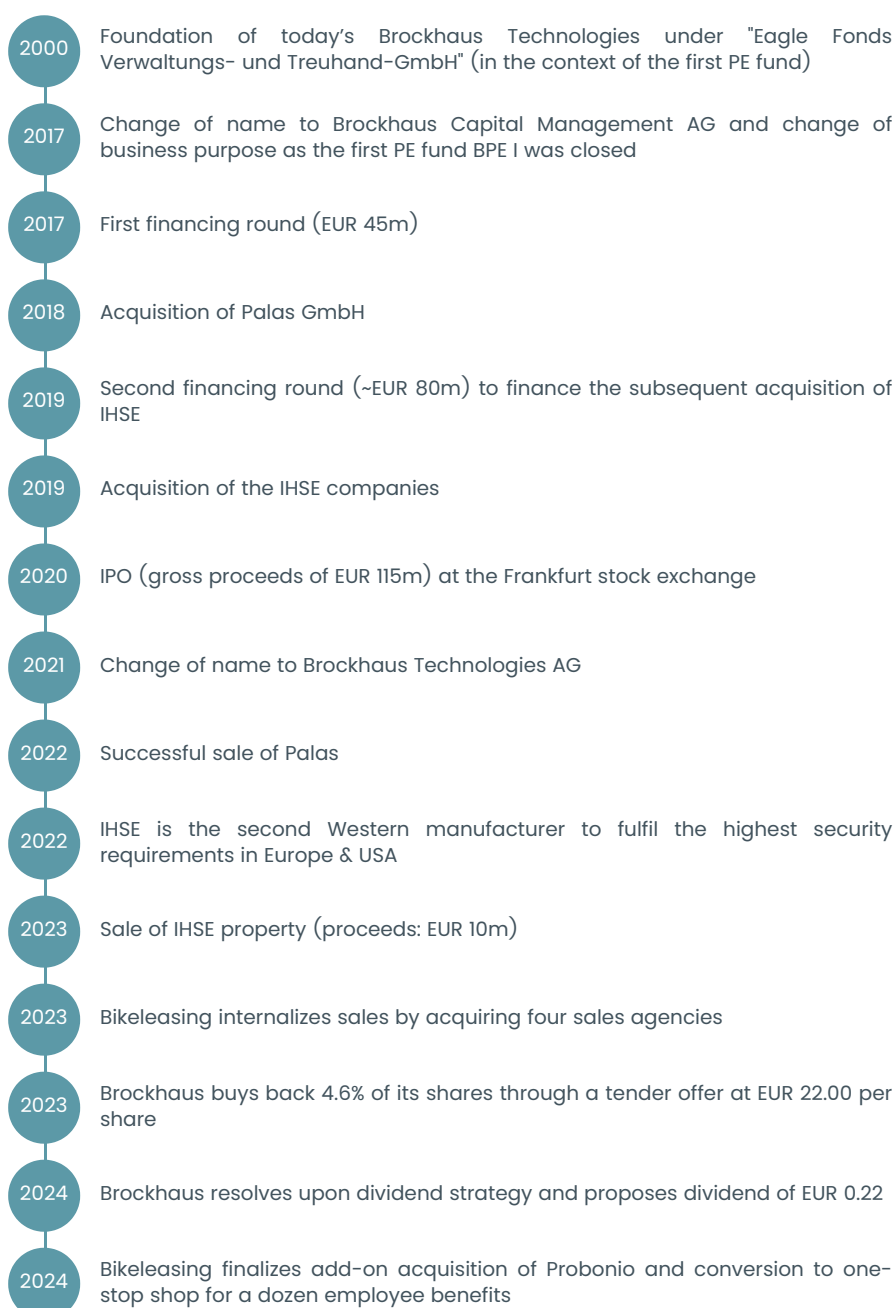 2000
Foundation of today’s Brockhaus Technologies under "Eagle Fonds
Verwaltungs- und Treuhand-GmbH" (in the context of the first PE fund)
2017
Change of name to Brockhaus Capital Management AG and change of
business purpose as the first PE fund BPE I was closed
2017
First financing round (EUR 45m)
2018
Acquisition of Palas GmbH
2019
Second financing round (~EUR 80m) to finance the subsequent acquisition of
IHSE
2019
Acquisition of the IHSE companies
2020
IPO (gross proceeds of EUR 115m) at the Frankfurt stock exchange
2021
Change of name to Brockhaus Technologies AG
2022
Successful sale of Palas
2022
IHSE is the second Western manufacturer to fulfil the highest security
requirements in Europe & USA
2023
Sale of IHSE property (proceeds: EUR 10m)
2023
Bikeleasing internalizes sales by acquiring four sales agencies
2023
Brockhaus buys back 4.6% of its shares through a tender offer at EUR 22.00 per
share
2024
Brockhaus resolves upon dividend strategy and proposes dividend of EUR 0.22
2024
Bikeleasing finalizes add-on acquisition of Probonio and conversion to one-
stop shop for a dozen employee benefits